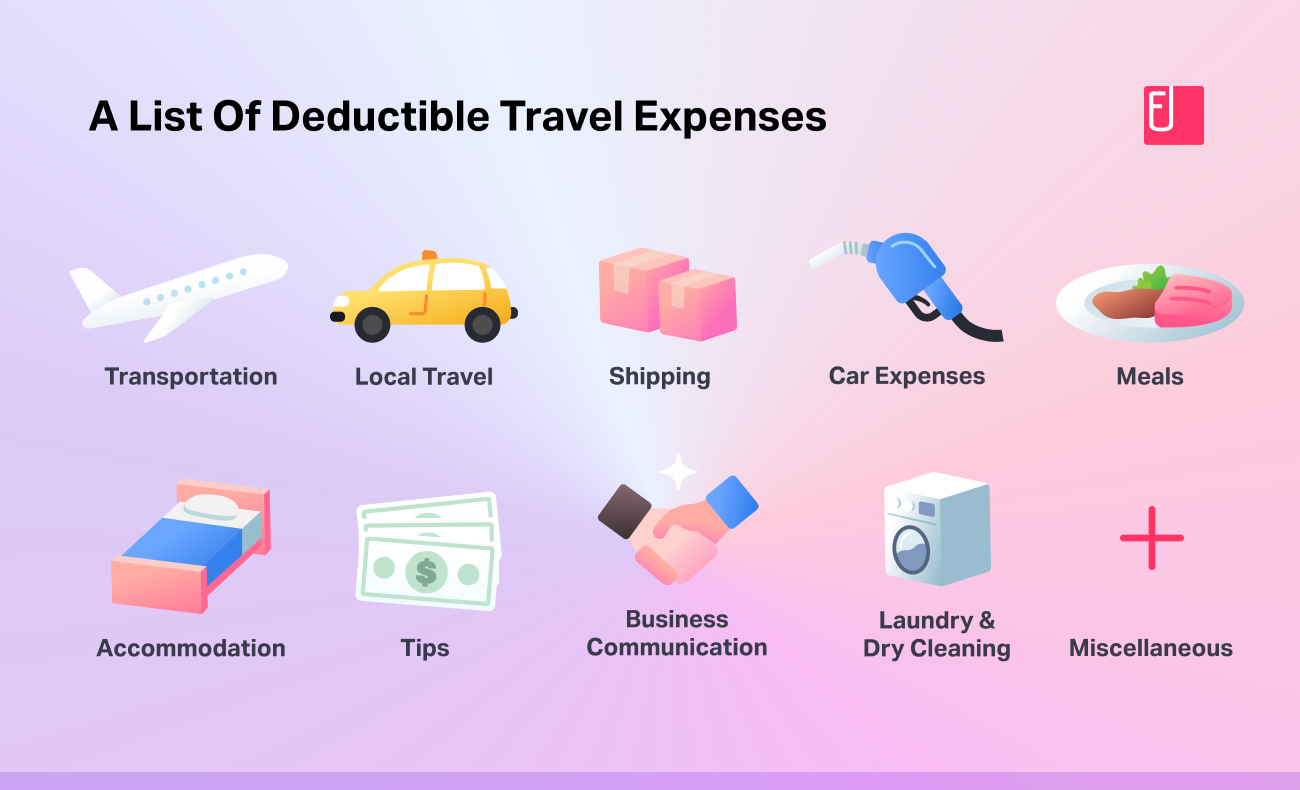 A List Of Deductible Travel Expenses
Transportation
Local Travel
Shipping
Car Expenses
Meals
Accommodation
Tips
Business
Communication
Laundry &
Dry Cleaning
Miscellaneous
$